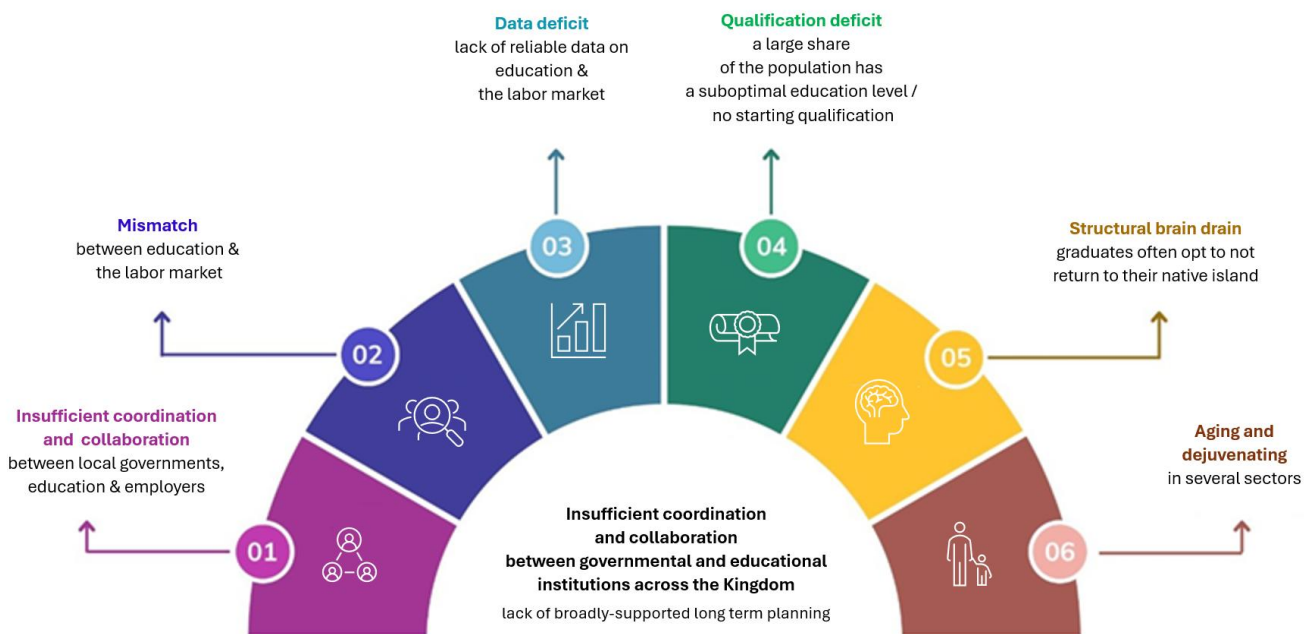 Insufficient coordination
and collaboration
between local governments,
education & employers
01
Mismatch
between education &
the labor market
02
Data deficit
lack of reliable data on
education &
the labor market
03
Qualification deficit
a large share
of the population has
a suboptimal education level /
no starting qualification
04
Structural brain drain
graduates often opt to not
return to their native island
05
Aging and
dejuvenating
in several sectors
06
Insufficient coordination
and collaboration
between governmental and educational
institutions across the Kingdom
lack of broadly-supported long term planning